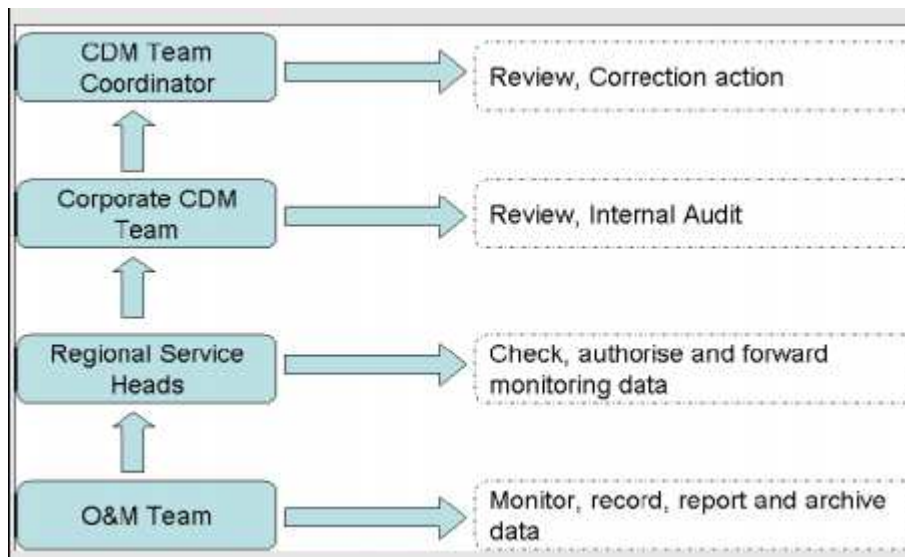 CDM Team
Coordinator
Review, Correction action
Corporate CDM
Team
Review, Internal Audit
Regional Service
Heads
Check, authorise and forward
monitoring data
O&M Team
Monitor, record, report and archive
data